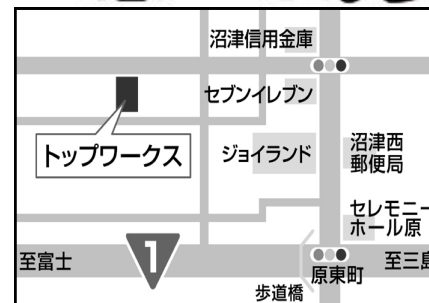 沼津信用金庫
セブンイレブン
トップワークス
ジョイランド
沼津西
郵便局
セレモニー
ホール原
至富士
1
原東町
至三島
歩道橋